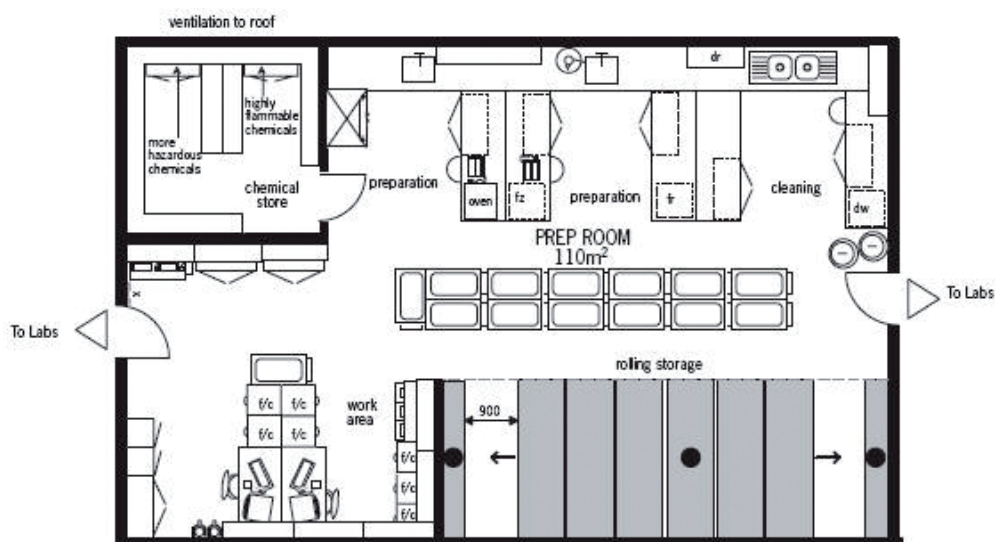 ventilation to roof
dr
highly
flammable
chemicals
more
hazardous
chemicals
chemical
store
preparation
oven
fz
preparation
fr
cleaning
dw
PREP ROOM
110m²
To Labs
To Labs
rolling storage
900
work
area
f/c
f/c
f/c
f/c
f/c
f/c
f/c